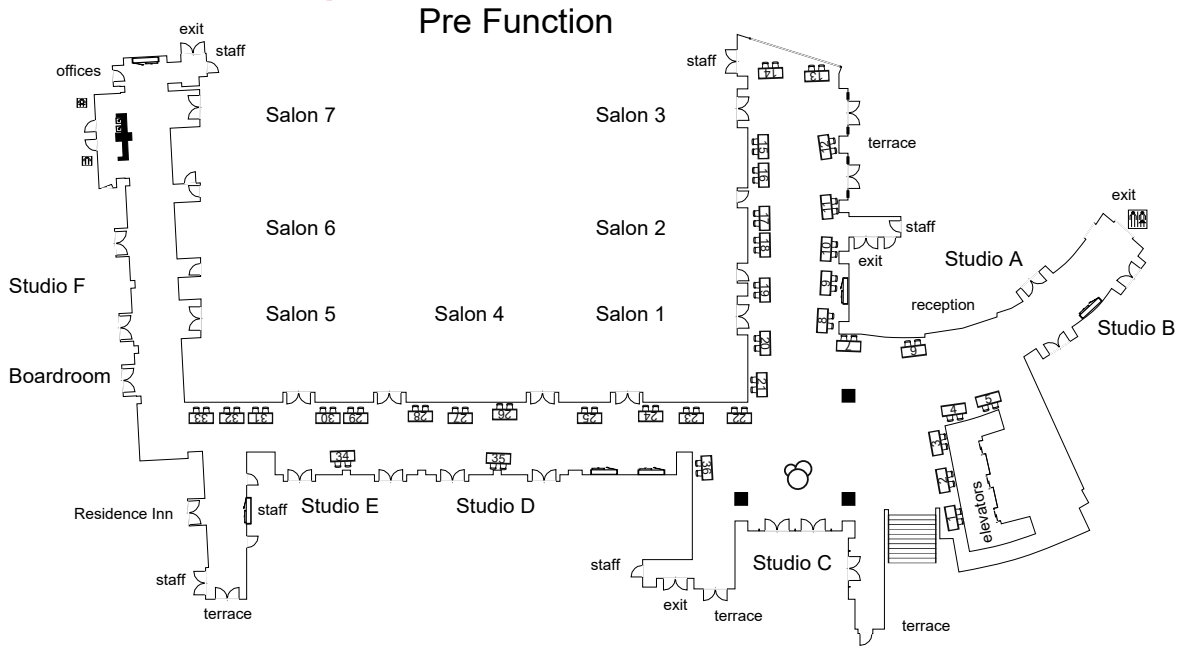 Pre Function
exit
staff
offices
staff
14
13
Salon 7
Salon 3
terrace
12
15
16
11
exit
17
staff
Salon 6
Salon 2
18
10
exit
Studio A
Studio F
19
9
reception
Salon 5
Salon 4
Salon 1
8
Studio B
20
7
6
Boardroom
21
5
4
33
32
31
30
29
28
27
26
25
24
23
22
3
34
35
36
2
Residence Inn
staff
Studio E
Studio D
1
elevators
Studio C
staff
staff
exit
terrace
terrace
terrace